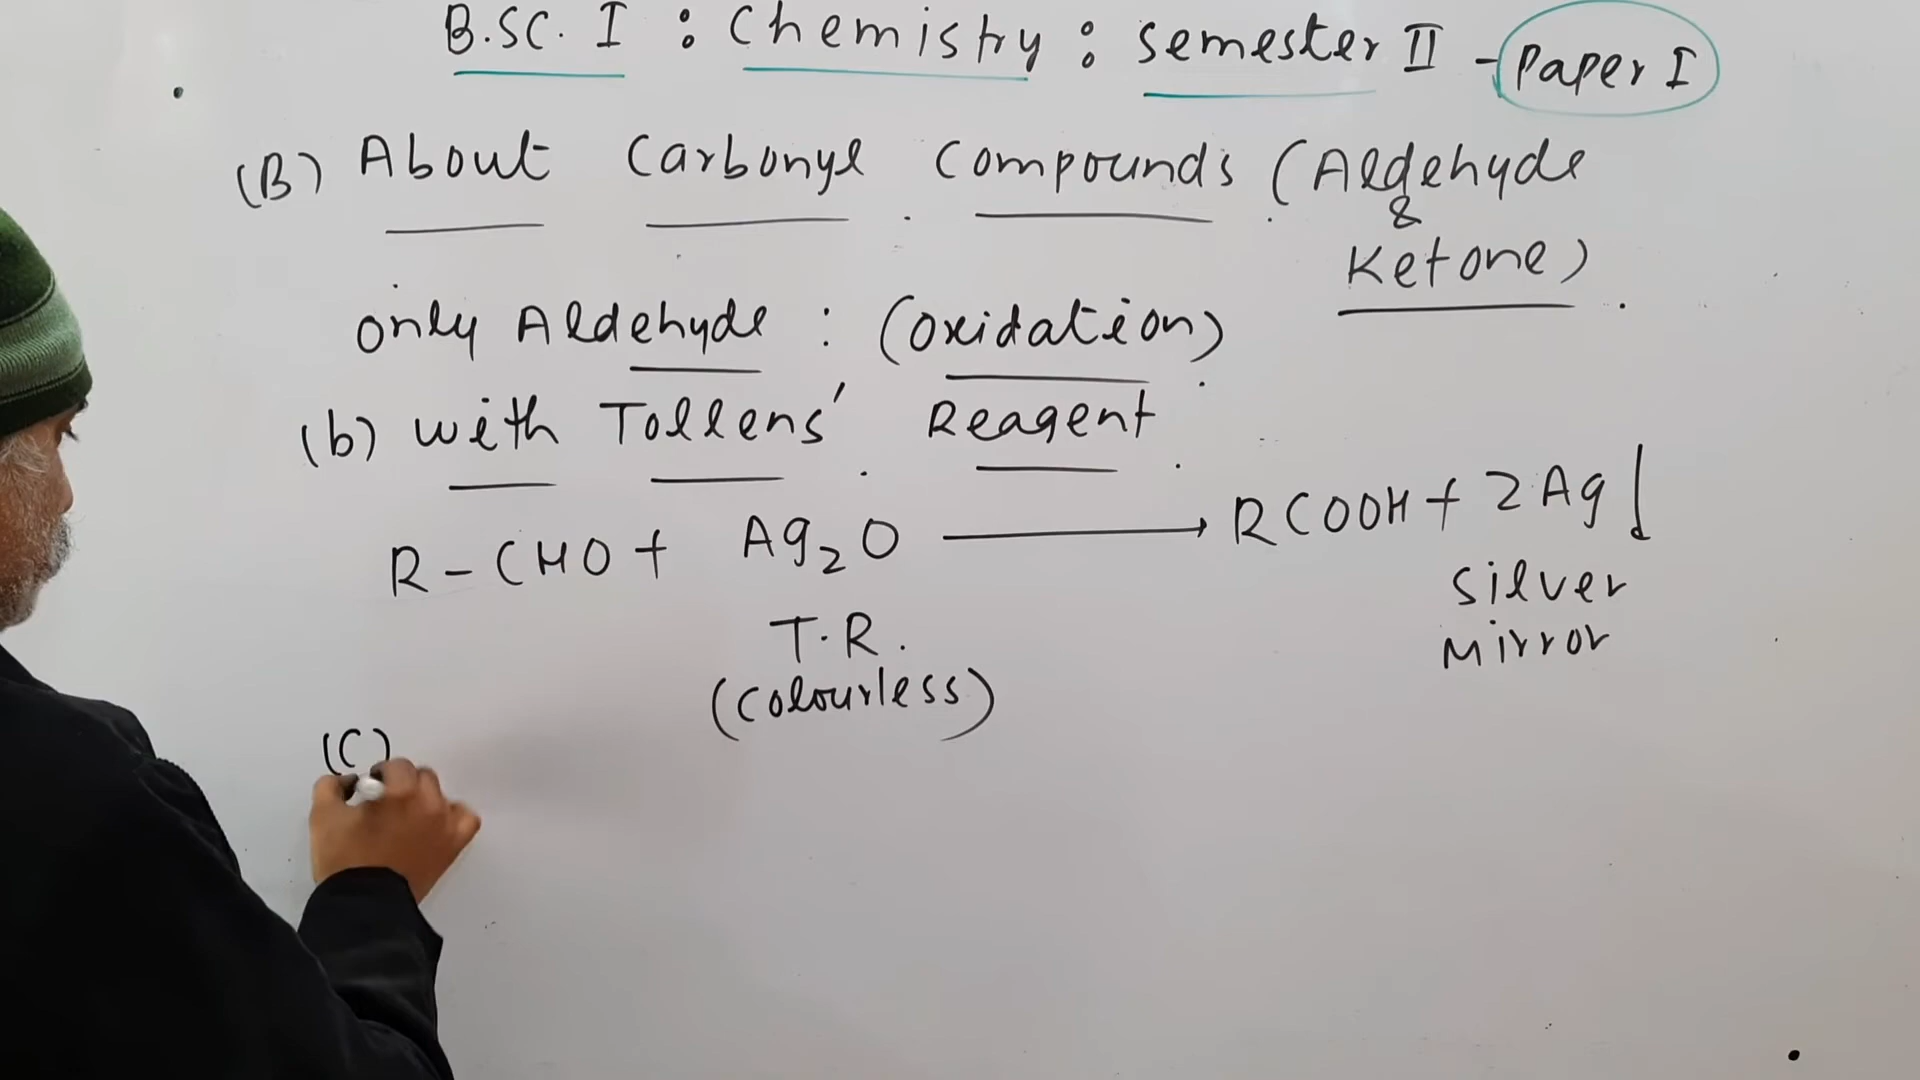 B.SC. I : Chemistry : Semester II - Paper I
(B) About Carbonyl Compounds (Aldehyde
&
Ketone)
only Aldehyde : (Oxidation)
(b) with Tollens' Reagent
R-CHO + Ag₂O ⟶ RCOOH + 2Ag↓
T.R.
(Colourless)
Silver
Mirror
(C)